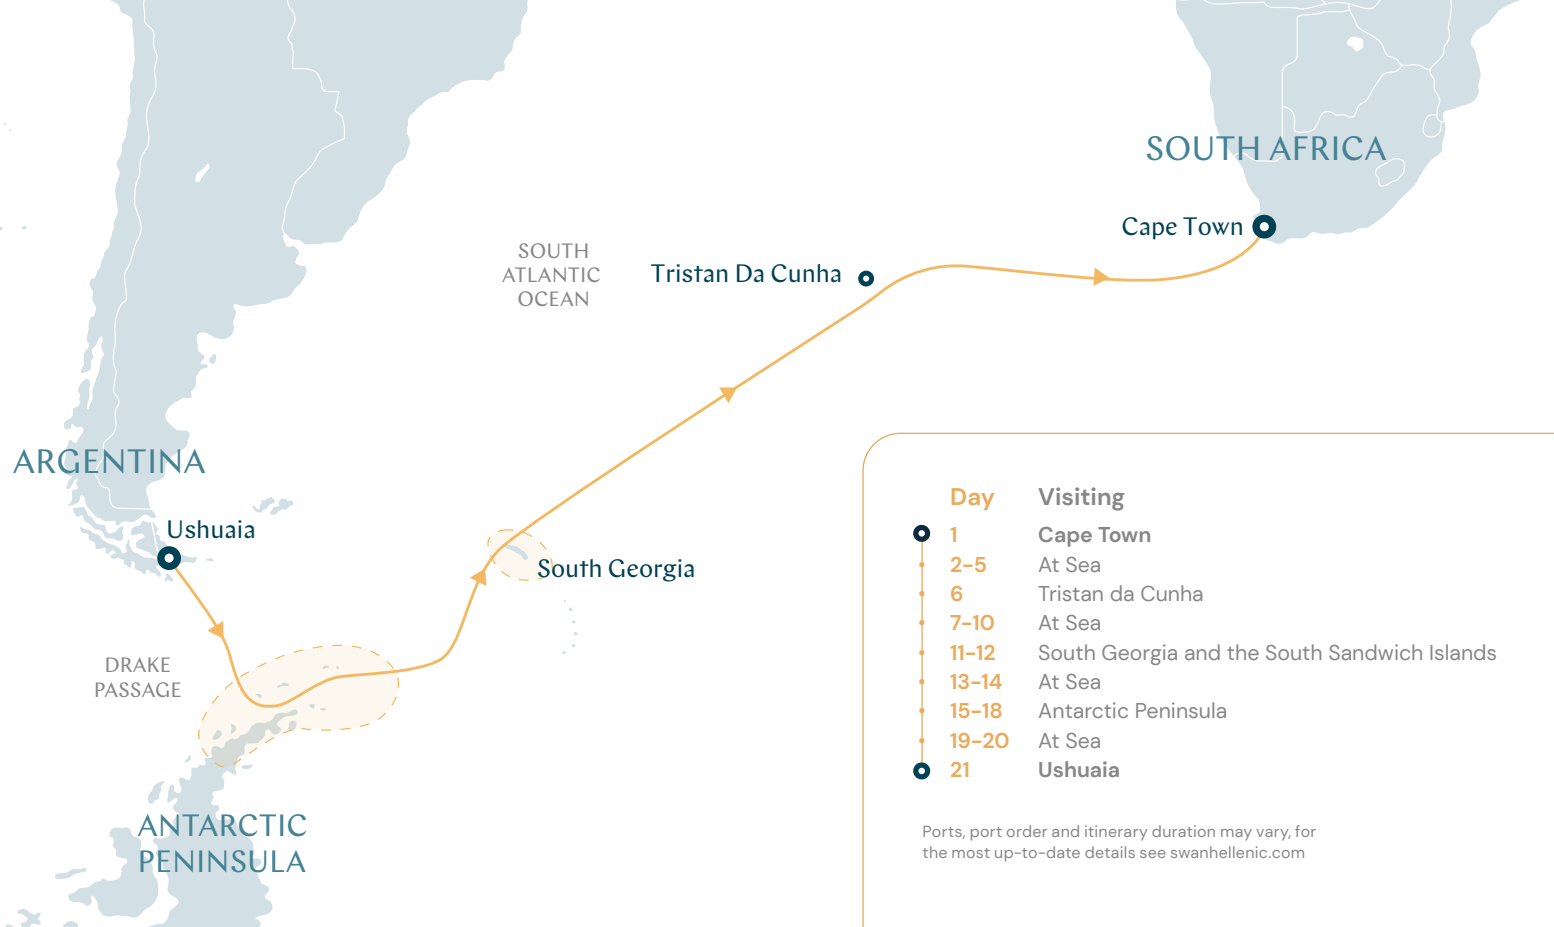 SOUTH AFRICA
Cape Town
SOUTH
ATLANTIC
OCEAN
Tristan Da Cunha
ARGENTINA
Ushuaia
South Georgia
DRAKE
PASSAGE
ANTARCTIC
PENINSULA
Day Visiting
1 Cape Town
2-5 At Sea
6 Tristan da Cunha
7-10 At Sea
11-12 South Georgia and the South Sandwich Islands
13-14 At Sea
15-18 Antarctic Peninsula
19-20 At Sea
21 Ushuaia
Ports, port order and itinerary duration may vary, for
the most up-to-date details see swanhellenic.com